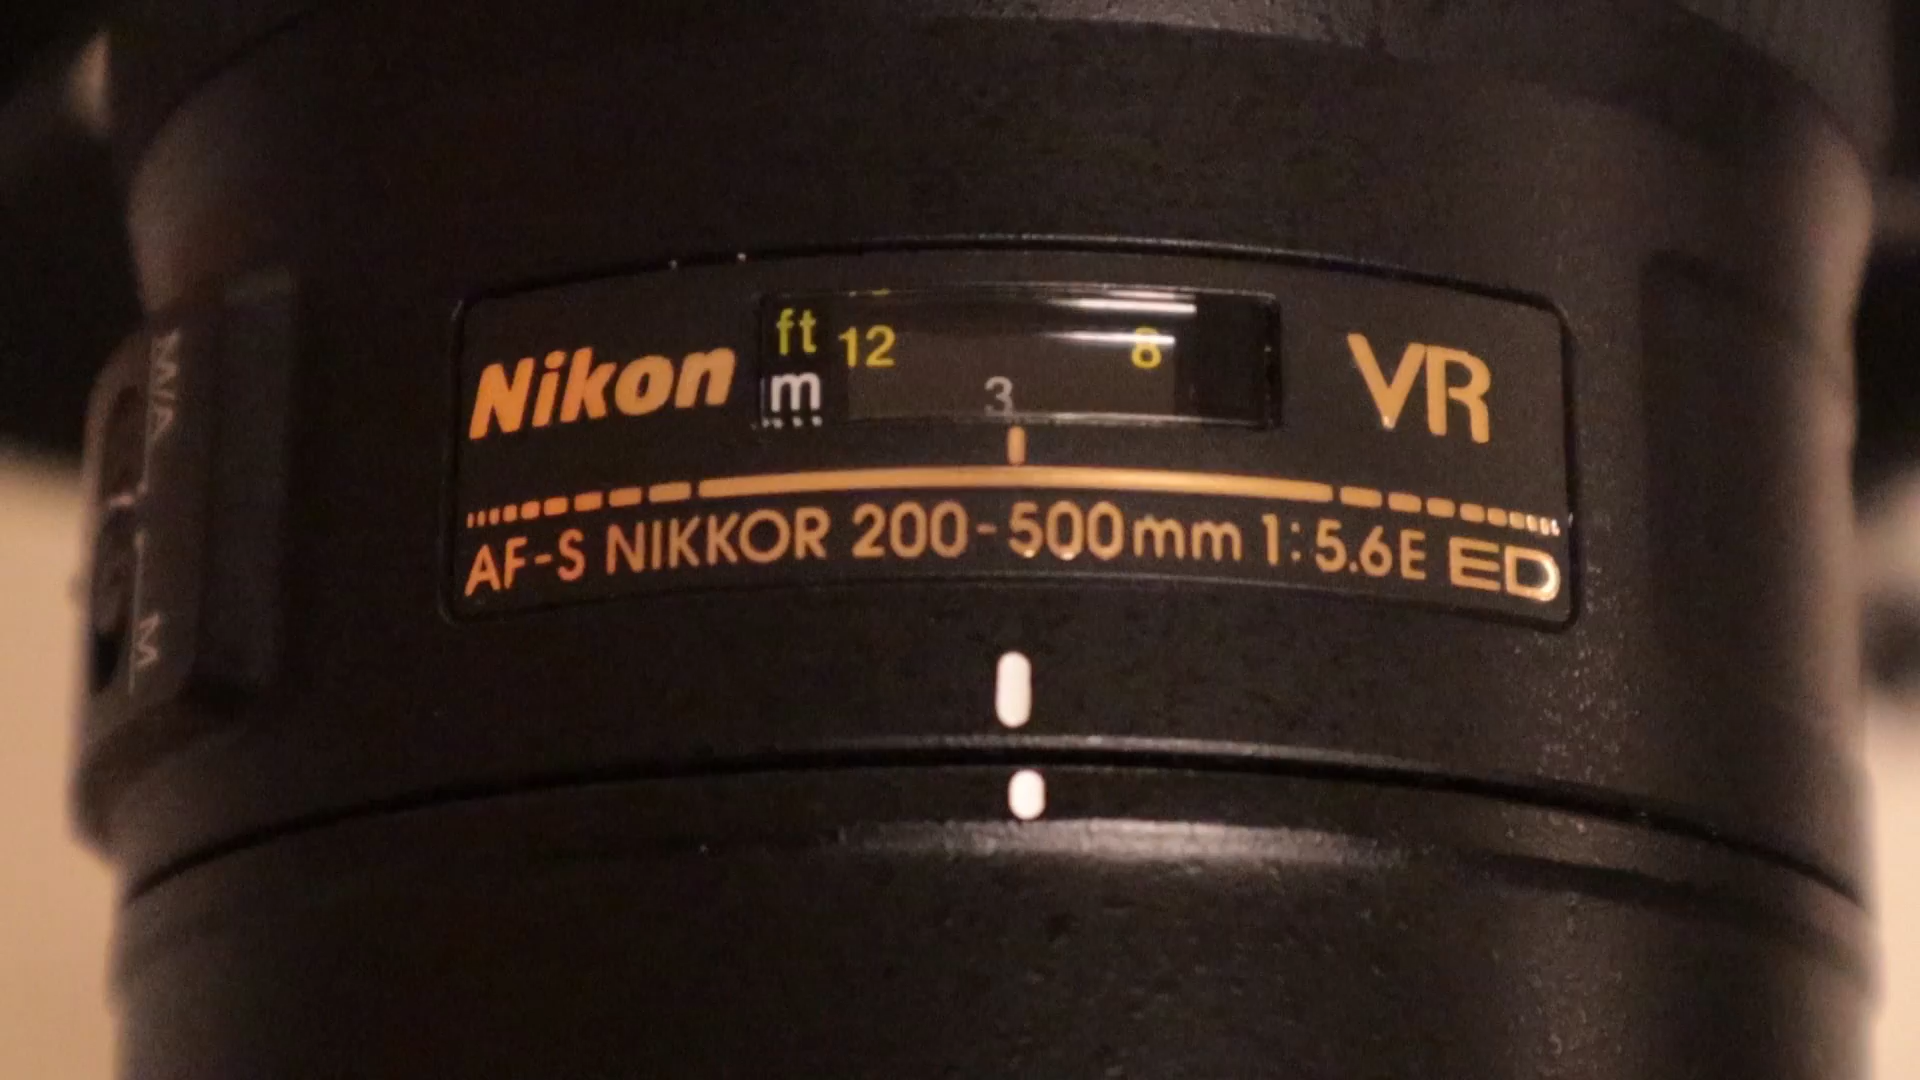 Nikon
ft 12 8
m 3
VR
AF-S NIKKOR 200-500mm 1:5.6E ED
M/A
M